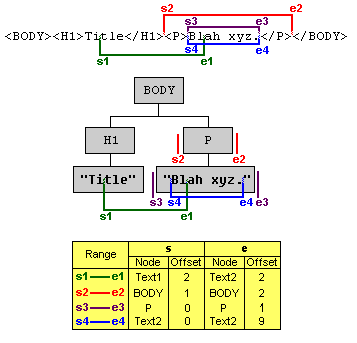 s2 e2
s3 e3
<BODY><H1>Title</H1><P>Blah xyz.</P></BODY>
s1 e1 s4 e4
BODY
H1 P
s2 e2
"Title" "Blah xyz."
s3 s4 e4 e3
s1 e1
Range s e
Node Offset Node Offset
s1 e1 Text1 2 Text2 2
s2 e2 BODY 1 BODY 2
s3 e3 P 0 P 1
s4 e4 Text2 0 Text2 9